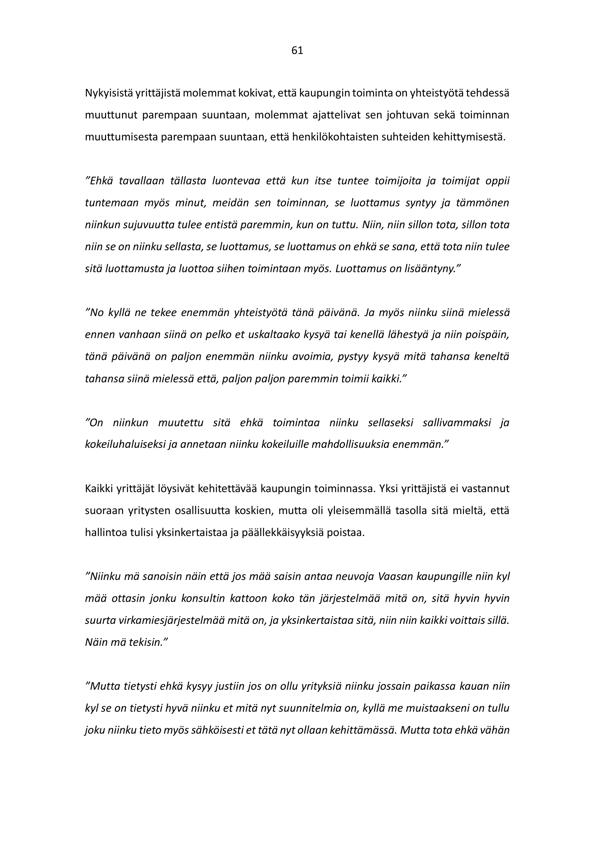 61
Nykyisistä yrittäjistä molemmat kokivat, että kaupungin toiminta on yhteistyötä tehdessä
muuttunut parempaan suuntaan, molemmat ajattelivat sen johtuvan sekä toiminnan
muuttumisesta parempaan suuntaan, että henkilökohtaisten suhteiden kehittymisestä.
”Ehkä tavallaan tällasta luontevaa että kun itse tuntee toimijoita ja toimijat oppii
tuntemaan myös minut, meidän sen toiminnan, se luottamus syntyy ja tämmönen
niinkun sujuvuutta tulee entistä paremmin, kun on tuttu. Niin, niin sillon tota, sillon tota
niin se on niinku sellasta, se luottamus, se luottamus on ehkä se sana, että tota niin tulee
sitä luottamusta ja luottoa siihen toimintaan myös. Luottamus on lisääntyny.”
”No kyllä ne tekee enemmän yhteistyötä tänä päivänä. Ja myös niinku siinä mielessä
ennen vanhaan siinä on pelko et uskaltaako kysyä tai kenellä lähestyä ja niin poispäin,
tänä päivänä on paljon enemmän niinku avoimia, pystyy kysyä mitä tahansa keneltä
tahansa siinä mielessä että, paljon paljon paremmin toimii kaikki.”
”On niinkun muutettu sitä ehkä toimintaa niinku sellaseksi sallivammaksi ja
kokeiluhaluiseksi ja annetaan niinku kokeiluille mahdollisuuksia enemmän.”
Kaikki yrittäjät löysivät kehitettävää kaupungin toiminnassa. Yksi yrittäjistä ei vastannut
suoraan yritysten osallisuutta koskien, mutta oli yleisemmällä tasolla sitä mieltä, että
hallintoa tulisi yksinkertaistaa ja päällekkäisyyksiä poistaa.
”Niinku mä sanoisin näin että jos mää saisin antaa neuvoja Vaasan kaupungille niin kyl
mää ottasin jonku konsultin kattoon koko tän järjestelmää mitä on, sitä hyvin hyvin
suurta virkamiesjärjestelmää mitä on, ja yksinkertaistaa sitä, niin niin kaikki voittais sillä.
Näin mä tekisin.”
”Mutta tietysti ehkä kysyy justiin jos on ollu yrityksiä niinku jossain paikassa kauan niin
kyl se on tietysti hyvä niinku et mitä nyt suunnitelmia on, kyllä me muistaakseni on tullu
joku niinku tieto myös sähköisesti et tätä nyt ollaan kehittämässä. Mutta tota ehkä vähän